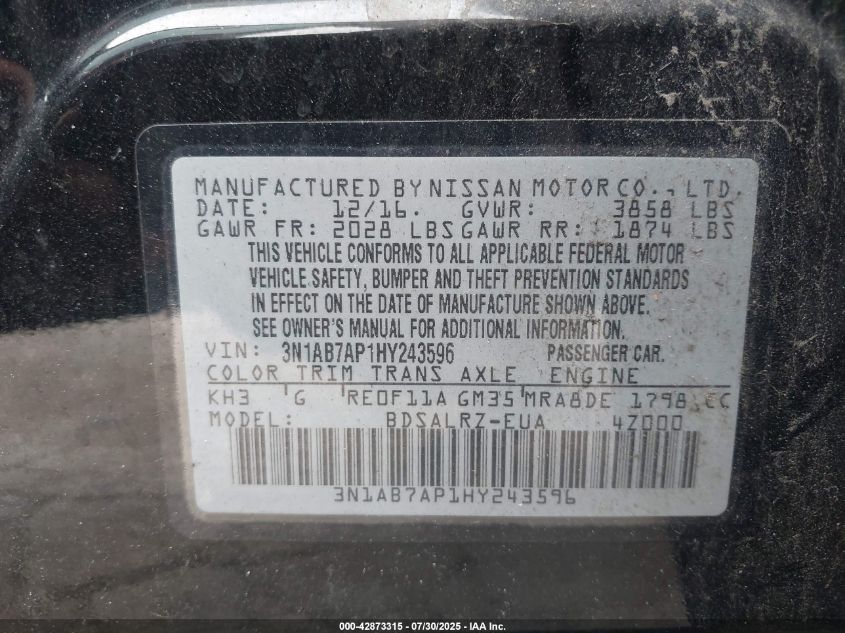 MANUFACTURED BY NISSAN MOTOR CO., LTD.
DATE: 12/16. GVWR: 3858 LBS
GAWR FR: 2028 LBS GAWR RR: 1874 LBS
THIS VEHICLE CONFORMS TO ALL APPLICABLE FEDERAL MOTOR
VEHICLE SAFETY, BUMPER AND THEFT PREVENTION STANDARDS
IN EFFECT ON THE DATE OF MANUFACTURE SHOWN ABOVE.
SEE OWNER'S MANUAL FOR ADDITIONAL INFORMATION.
VIN: 3N1AB7AP1HY243596 PASSENGER CAR.
COLOR TRIM TRANS AXLE ENGINE
KH3 G RE0F11A GM35 MRA8DE 1798 CC
MODEL: BDSALRZ-EUA 4Z000
3N1AB7AP1HY243596
000-42873315 - 07/30/2025 - IAA Inc.